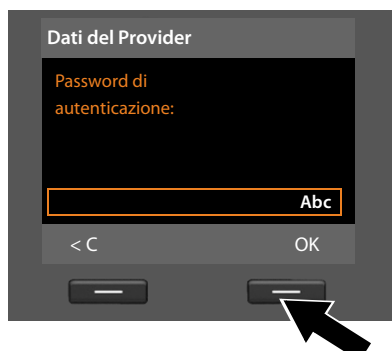 Dati del Provider
Password di
autenticazione:
Abc
< C OK